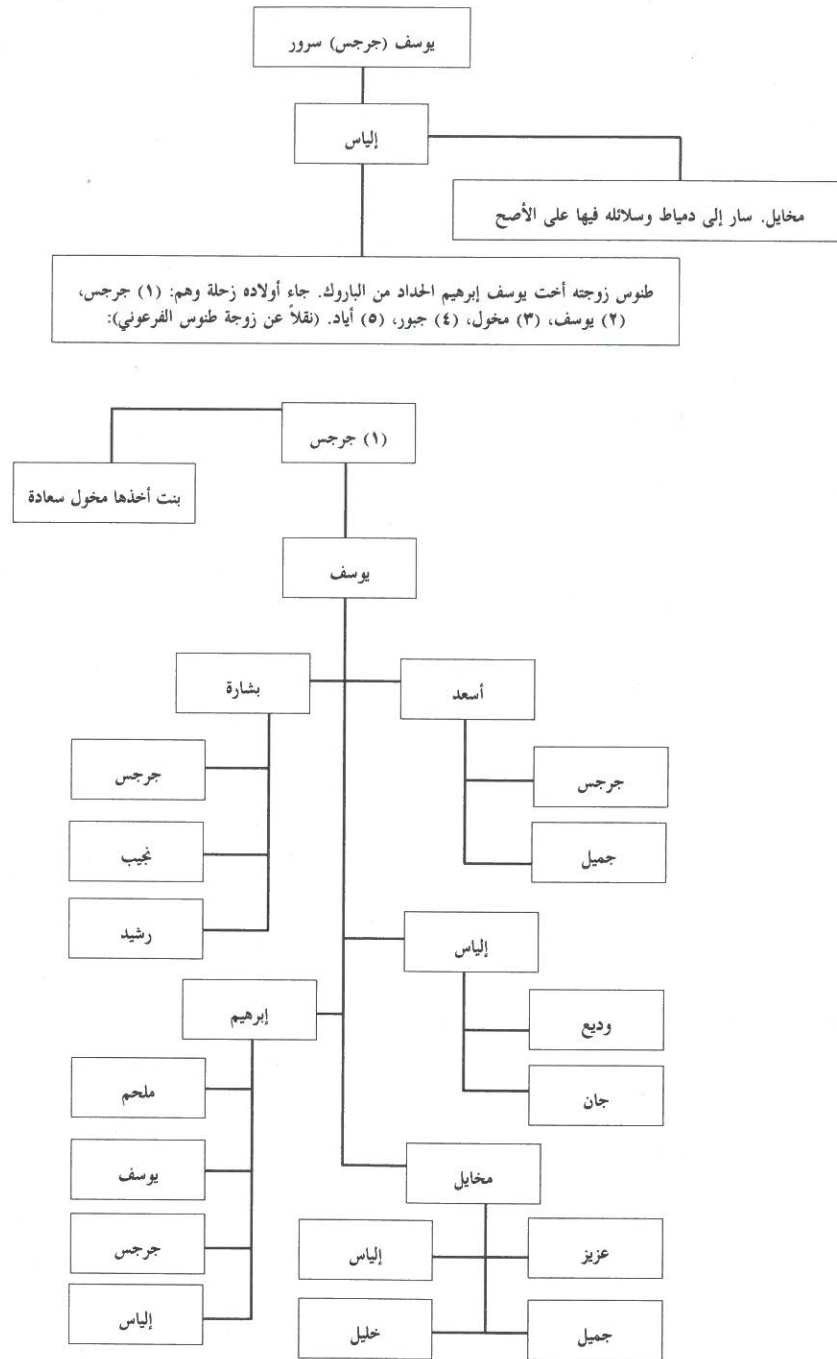 يوسف (جرجس) سرور
إلياس
مخايل. سار إلى دمياط وسلائله فيها على الأصح
طنوس زوجته أخت يوسف إبرهيم الحداد من الباروك. جاء أولاده زحلة وهم: (١) جرجس،
(٢) يوسف، (٣) مخول، (٤) جبور، (٥) أياد. (نقلاً عن زوجة طنوس الفرعوني):
(١) جرجس
بنت أخذها مخول سعادة
يوسف
أسعد
بشارة
جرجس
جرجس
نجيب
جميل
رشيد
إلياس
إبرهيم
وديع
ملحم
جان
يوسف
مخايل
جرجس
عزيز
إلياس
إلياس
جميل
خليل